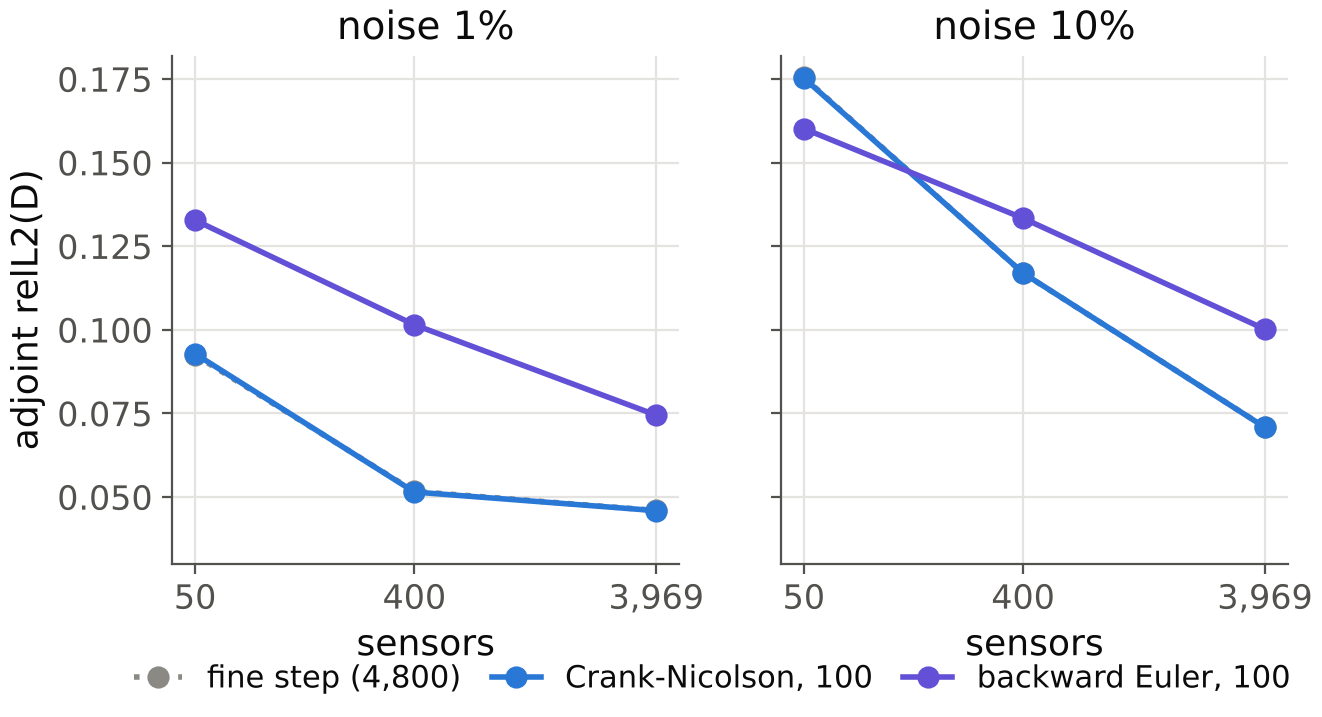 noise 1%
noise 10%
adjoint relL2(D)
0.175
0.150
0.125
0.100
0.075
0.050
50 400 3,969
50 400 3,969
sensors
sensors
fine step (4,800) Crank-Nicolson, 100 backward Euler, 100